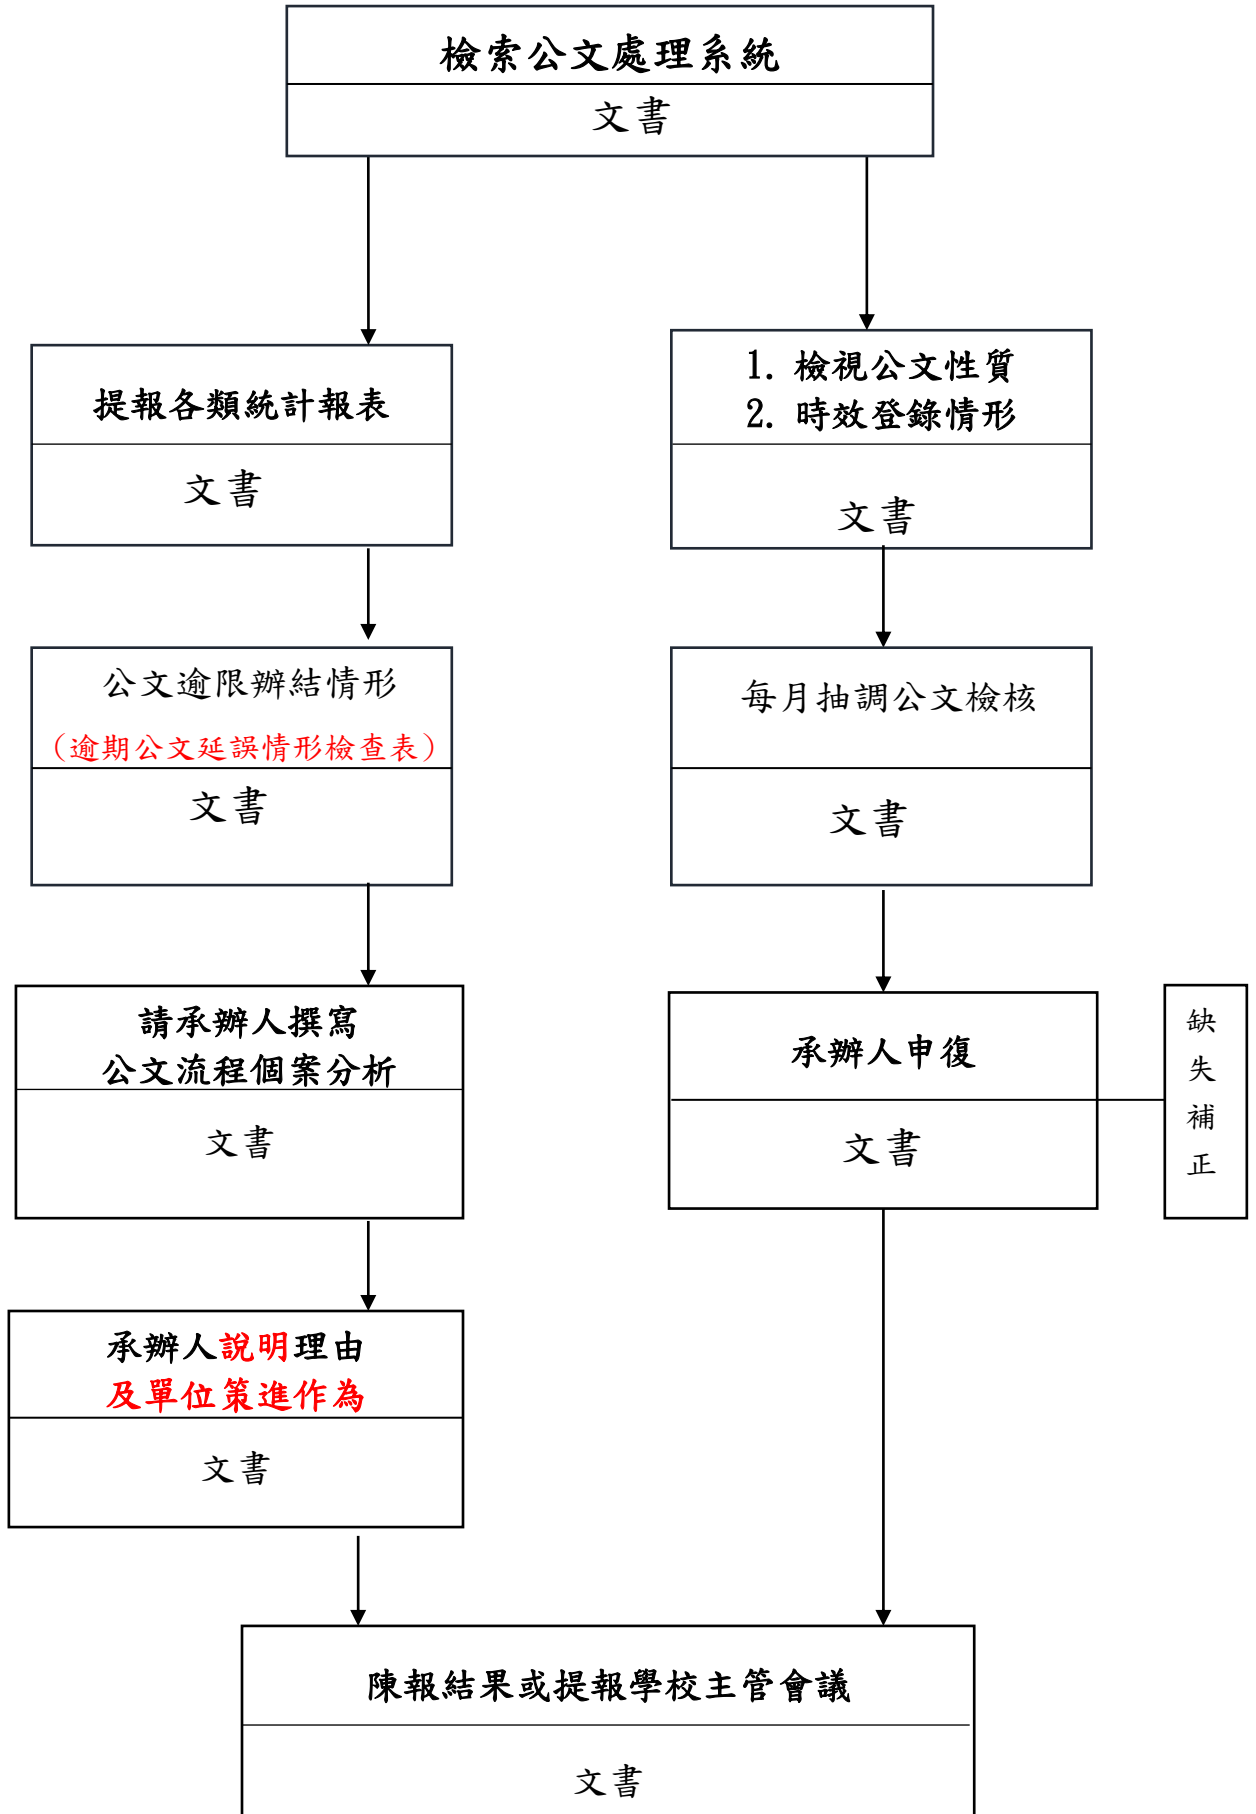 檢索公文處理系統
文書
提報各類統計報表
文書
1. 檢視公文性質
2. 時效登錄情形
文書
公文逾限辦結情形
(逾期公文延誤情形檢查表)
文書
每月抽調公文檢核
文書
請承辦人撰寫
公文流程個案分析
文書
承辦人申復
文書
缺
失
補
正
承辦人說明理由
及單位策進作為
文書
陳報結果或提報學校主管會議
文書